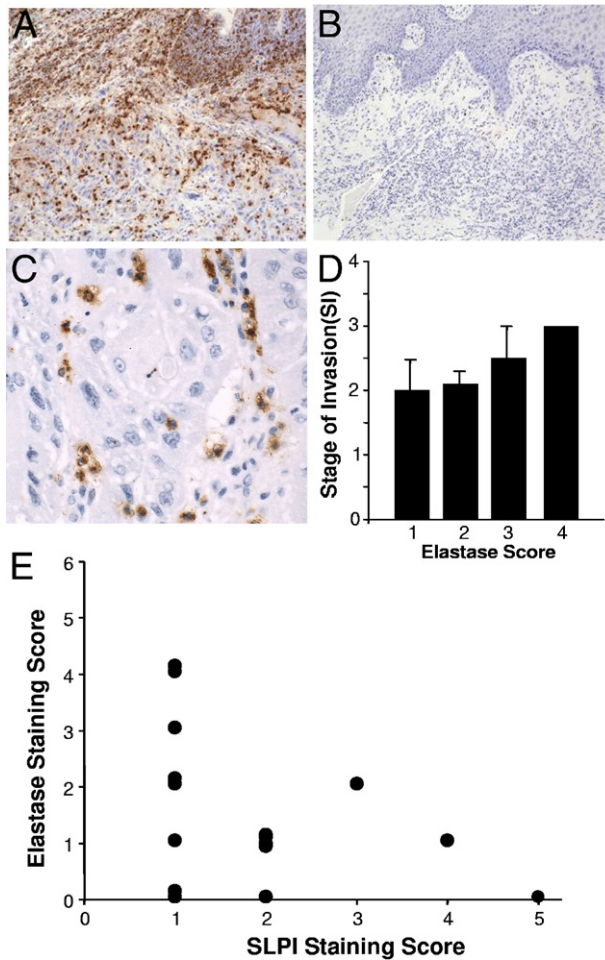 A
B
C
D
4
3
2
1
0
Stage of Invasion(SI)
1 2 3 4
Elastase Score
E
6
5
4
3
2
1
0
Elastase Staining Score
0 1 2 3 4 5
SLPI Staining Score